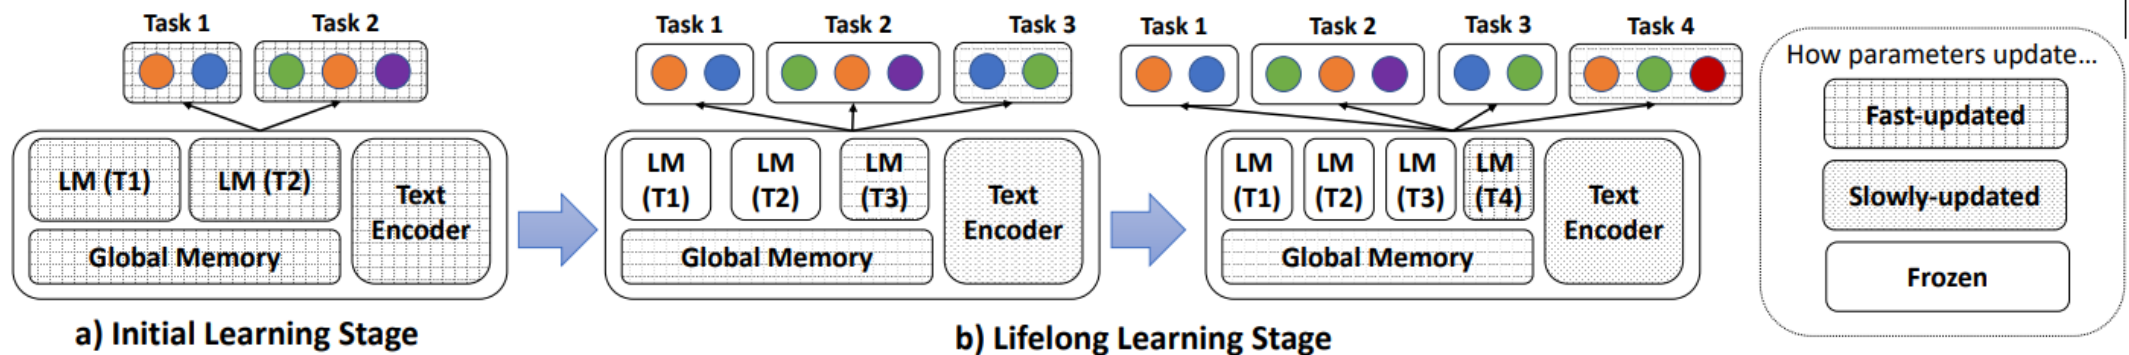 Task 1
Task 2
LM (T1)
LM (T2)
Text
Encoder
Global Memory
a) Initial Learning Stage
Task 1
Task 2
Task 3
LM
(T1)
LM
(T2)
LM
(T3)
Text
Encoder
Global Memory
Task 1
Task 2
Task 3
Task 4
LM
(T1)
LM
(T2)
LM
(T3)
LM
(T4)
Text
Encoder
Global Memory
b) Lifelong Learning Stage
How parameters update...
Fast-updated
Slowly-updated
Frozen